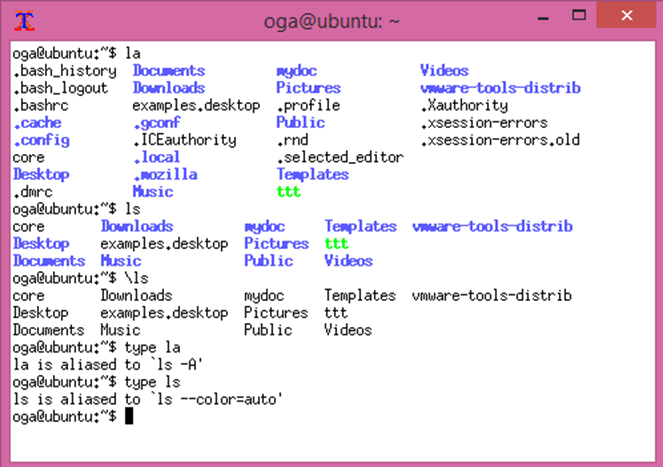 oga@ubuntu: ~
oga@ubuntu:~$ la
.bash_history Documents mydoc Videos
.bash_logout Downloads Pictures vmware-tools-distrib
.bashrc examples.desktop .profile .Xauthority
.cache .gconf Public .xsession-errors
.config .ICEauthority .rnd .xsession-errors.old
core .local .selected_editor
Desktop .mozilla Templates
.dmrc Music ttt
oga@ubuntu:~$ ls
core Downloads mydoc Templates vmware-tools-distrib
Desktop examples.desktop Pictures ttt
Documents Music Public Videos
oga@ubuntu:~$ \ls
core Downloads mydoc Templates vmware-tools-distrib
Desktop examples.desktop Pictures ttt
Documents Music Public Videos
oga@ubuntu:~$ type la
la is aliased to `ls -A'
oga@ubuntu:~$ type ls
ls is aliased to `ls --color=auto'
oga@ubuntu:~$